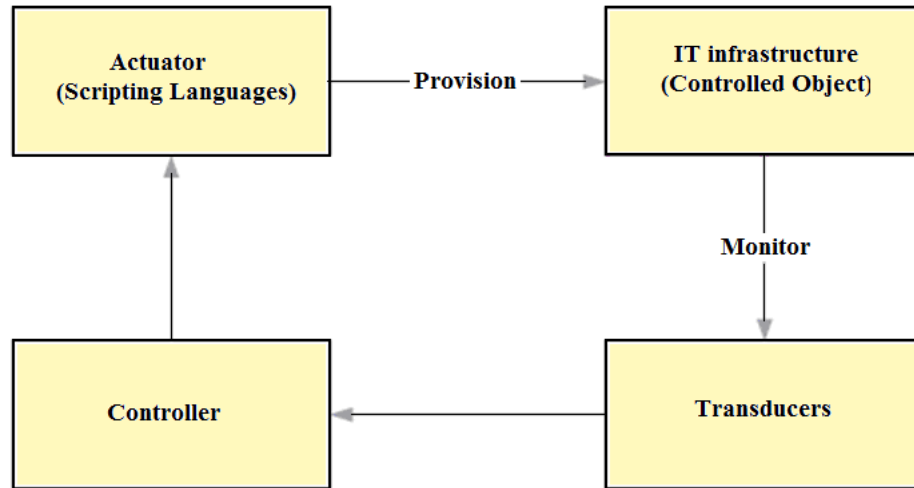 Actuator
(Scripting Languages)
Provision
IT infrastructure
(Controlled Object)
Monitor
Controller
Transducers